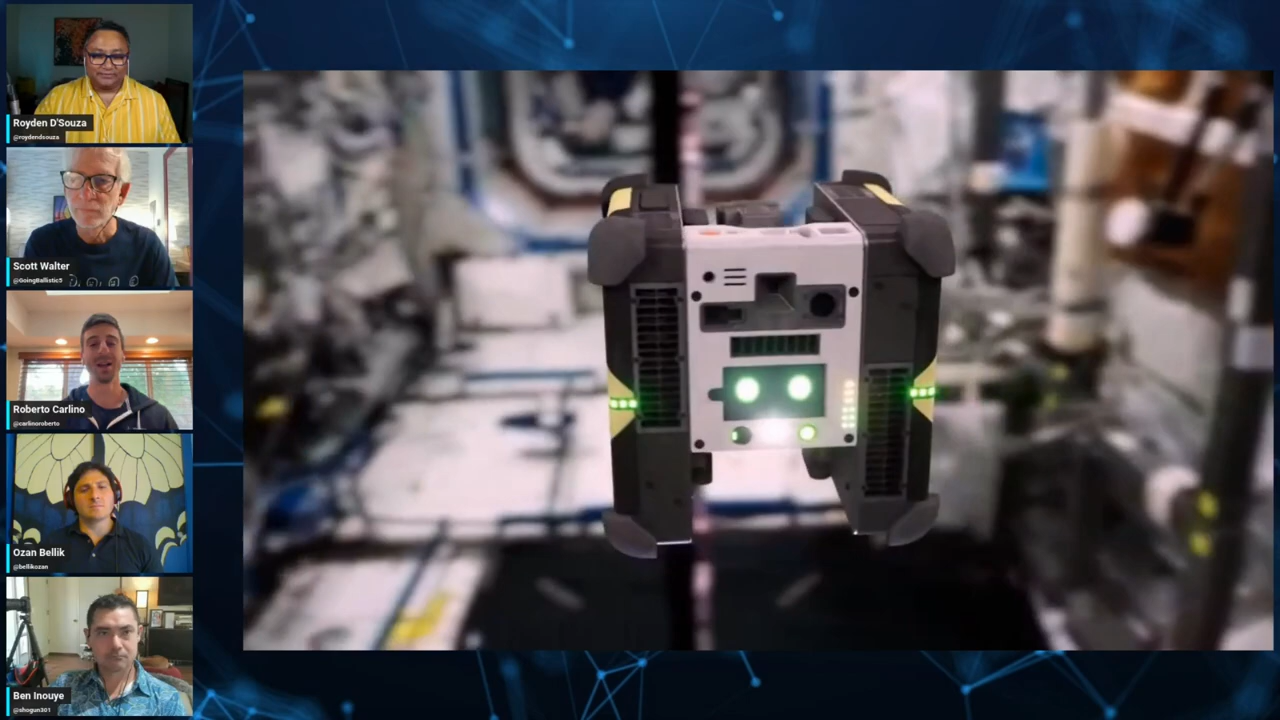 Royden D'Souza
@roydendsouza
Scott Walter
@GoingBallistic5
Roberto Carlino
@carlinoroberto
Ozan Bellik
@bellikozan
Ben Inouye
@shogun301